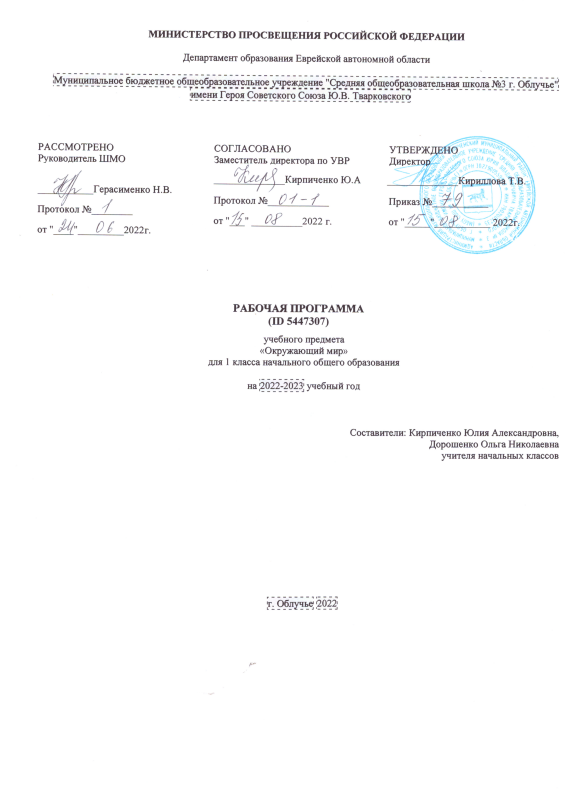 МИНИСТЕРСТВО ПРОСВЕЩЕНИЯ РОССИЙСКОЙ ФЕДЕРАЦИИ
Департамент образования Еврейской автономной области
Муниципальное бюджетное общеобразовательное учреждение "Средняя общеобразовательная школа №3 г. Облучье"
имени Героя Советского Союза Ю.В. Тварковского
РАССМОТРЕНО
Руководитель ШМО
Герасименко Н.В.
Протокол № 1
от "24" 06 2022г.
СОГЛАСОВАНО
Заместитель директора по УВР
Кирпиченко Ю.А
Протокол № 01-1
от "15" 08 2022 г.
УТВЕРЖДЕНО
Директор
Кириллова Т.В.
Приказ № 79
от "15" 08 2022г.
РАБОЧАЯ ПРОГРАММА
(ID 5447307)
учебного предмета
«Окружающий мир»
для 1 класса начального общего образования
на 2022-2023 учебный год
Составители: Кирпиченко Юлия Александровна,
Дорошенко Ольга Николаевна
учителя начальных классов
г. Облучье 2022